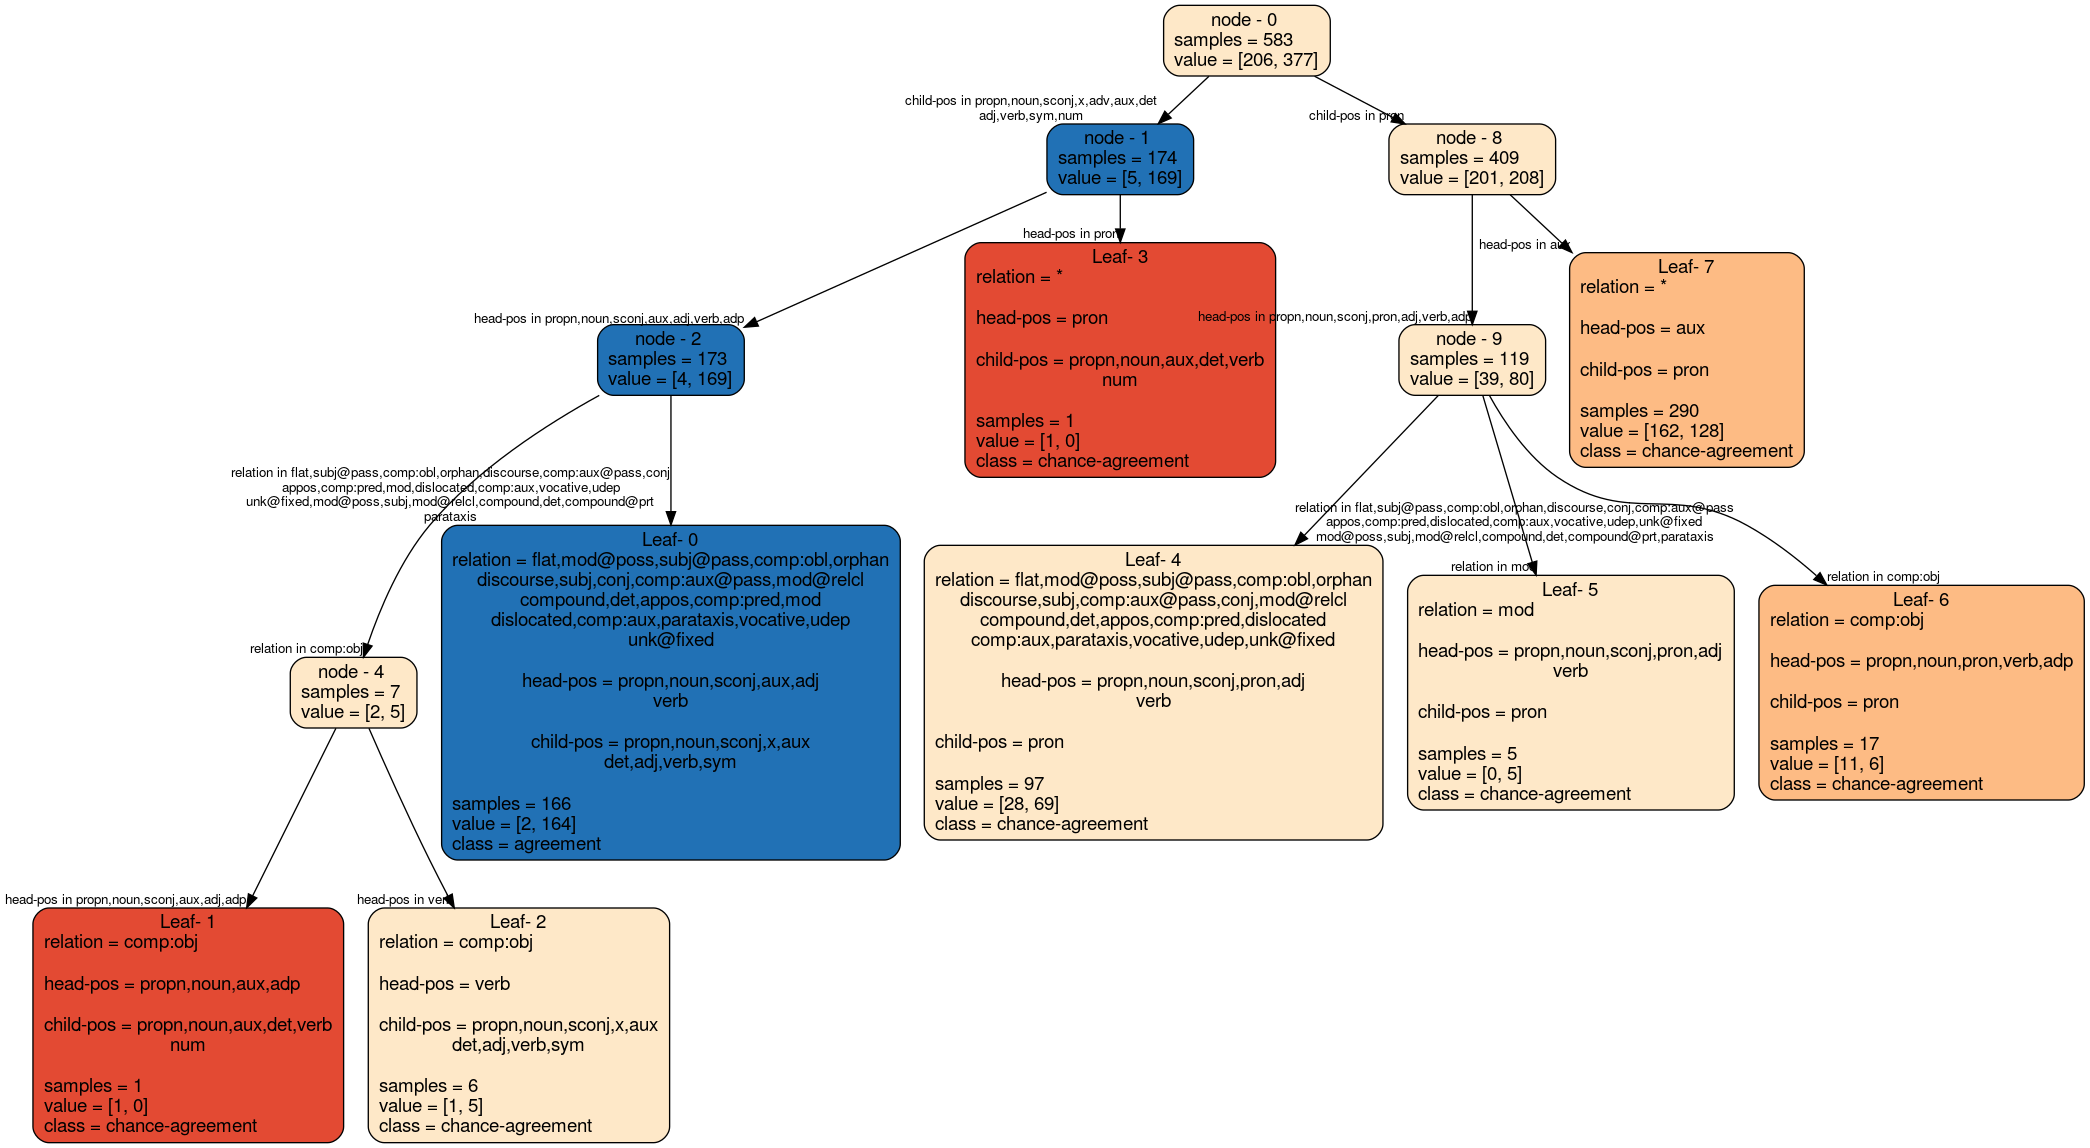 node - 0
samples = 583
value = [206, 377]
child-pos in propn,noun,sconj,x,adv,aux,det
adj,verb,sym,num
child-pos in pron
node - 1
samples = 174
value = [5, 169]
node - 8
samples = 409
value = [201, 208]
head-pos in propn,noun,sconj,aux,adj,verb,adp
head-pos in pron
head-pos in propn,noun,sconj,pron,adj,verb,adp
head-pos in aux
node - 2
samples = 173
value = [4, 169]
Leaf- 3
relation = *
head-pos = pron
child-pos = propn,noun,aux,det,verb
num
samples = 1
value = [1, 0]
class = chance-agreement
node - 9
samples = 119
value = [39, 80]
Leaf- 7
relation = *
head-pos = aux
child-pos = pron
samples = 290
value = [162, 128]
class = chance-agreement
relation in flat,subj@pass,comp:obl,orphan,discourse,comp:aux@pass,conj
appos,comp:pred,mod,dislocated,comp:aux,vocative,udep
unk@fixed,mod@poss,subj,mod@relcl,compound,det,compound@prt
parataxis
relation in comp:obj
relation in flat,subj@pass,comp:obl,orphan,discourse,conj,comp:aux@pass
appos,comp:pred,dislocated,comp:aux,vocative,udep,unk@fixed
mod@poss,subj,mod@relcl,compound,det,compound@prt,parataxis
relation in mod
relation in comp:obj
node - 4
samples = 7
value = [2, 5]
Leaf- 0
relation = flat,mod@poss,subj@pass,comp:obl,orphan
discourse,subj,conj,comp:aux@pass,mod@relcl
compound,det,appos,comp:pred,mod
dislocated,comp:aux,parataxis,vocative,udep
unk@fixed
head-pos = propn,noun,sconj,aux,adj
verb
child-pos = propn,noun,sconj,x,aux
det,adj,verb,sym
samples = 166
value = [2, 164]
class = agreement
Leaf- 4
relation = flat,mod@poss,subj@pass,comp:obl,orphan
discourse,subj,comp:aux@pass,conj,mod@relcl
compound,det,appos,comp:pred,dislocated
comp:aux,parataxis,vocative,udep,unk@fixed
head-pos = propn,noun,sconj,pron,adj
verb
child-pos = pron
samples = 97
value = [28, 69]
class = chance-agreement
Leaf- 5
relation = mod
head-pos = propn,noun,sconj,pron,adj
verb
child-pos = pron
samples = 5
value = [0, 5]
class = chance-agreement
Leaf- 6
relation = comp:obj
head-pos = propn,noun,pron,verb,adp
child-pos = pron
samples = 17
value = [11, 6]
class = chance-agreement
head-pos in propn,noun,sconj,aux,adj,adp
head-pos in verb
Leaf- 1
relation = comp:obj
head-pos = propn,noun,aux,adp
child-pos = propn,noun,aux,det,verb
num
samples = 1
value = [1, 0]
class = chance-agreement
Leaf- 2
relation = comp:obj
head-pos = verb
child-pos = propn,noun,sconj,x,aux
det,adj,verb,sym
samples = 6
value = [1, 5]
class = chance-agreement